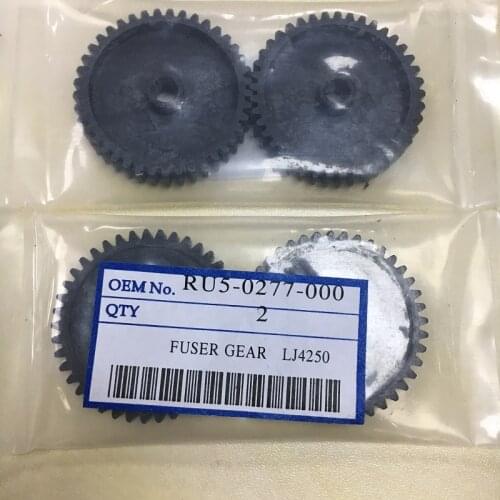 OEM No. RU5-0277-000
QTY 2
FUSER GEAR LJ4250